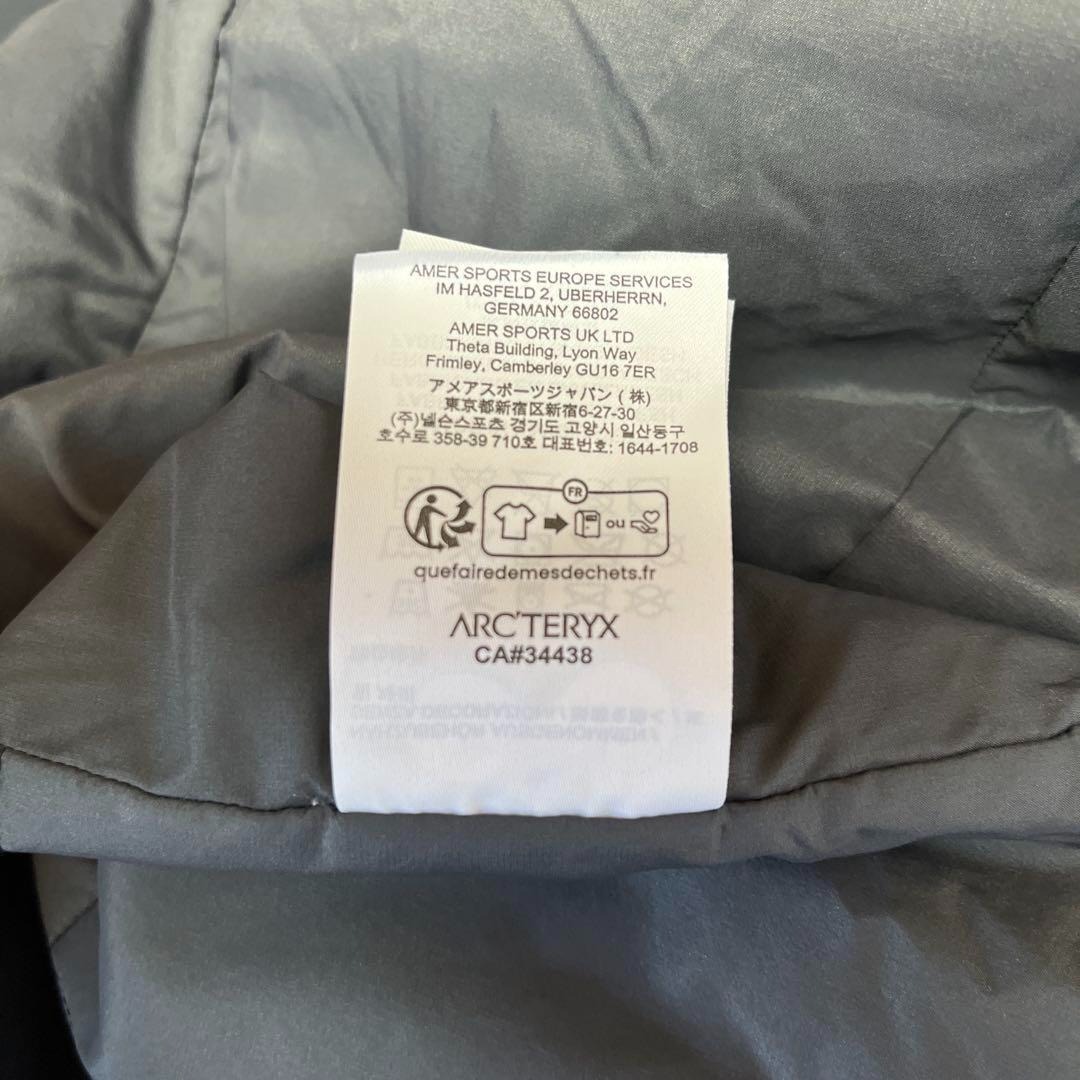 AMER SPORTS EUROPE SERVICES
IM HASFELD 2, UBERHERRN,
GERMANY 66802
AMER SPORTS UK LTD
Theta Building, Lyon Way
Frimley, Camberley GU16 7ER
アメアスポーツジャパン (株)
東京都新宿区新宿6-27-30
(주)넬슨스포츠 경기도 고양시 일산동구
호수로 358-39 710호 대표번호: 1644-1708
FR
ou
quefairedemesdechets.fr
ARC'TERYX
CA#34438